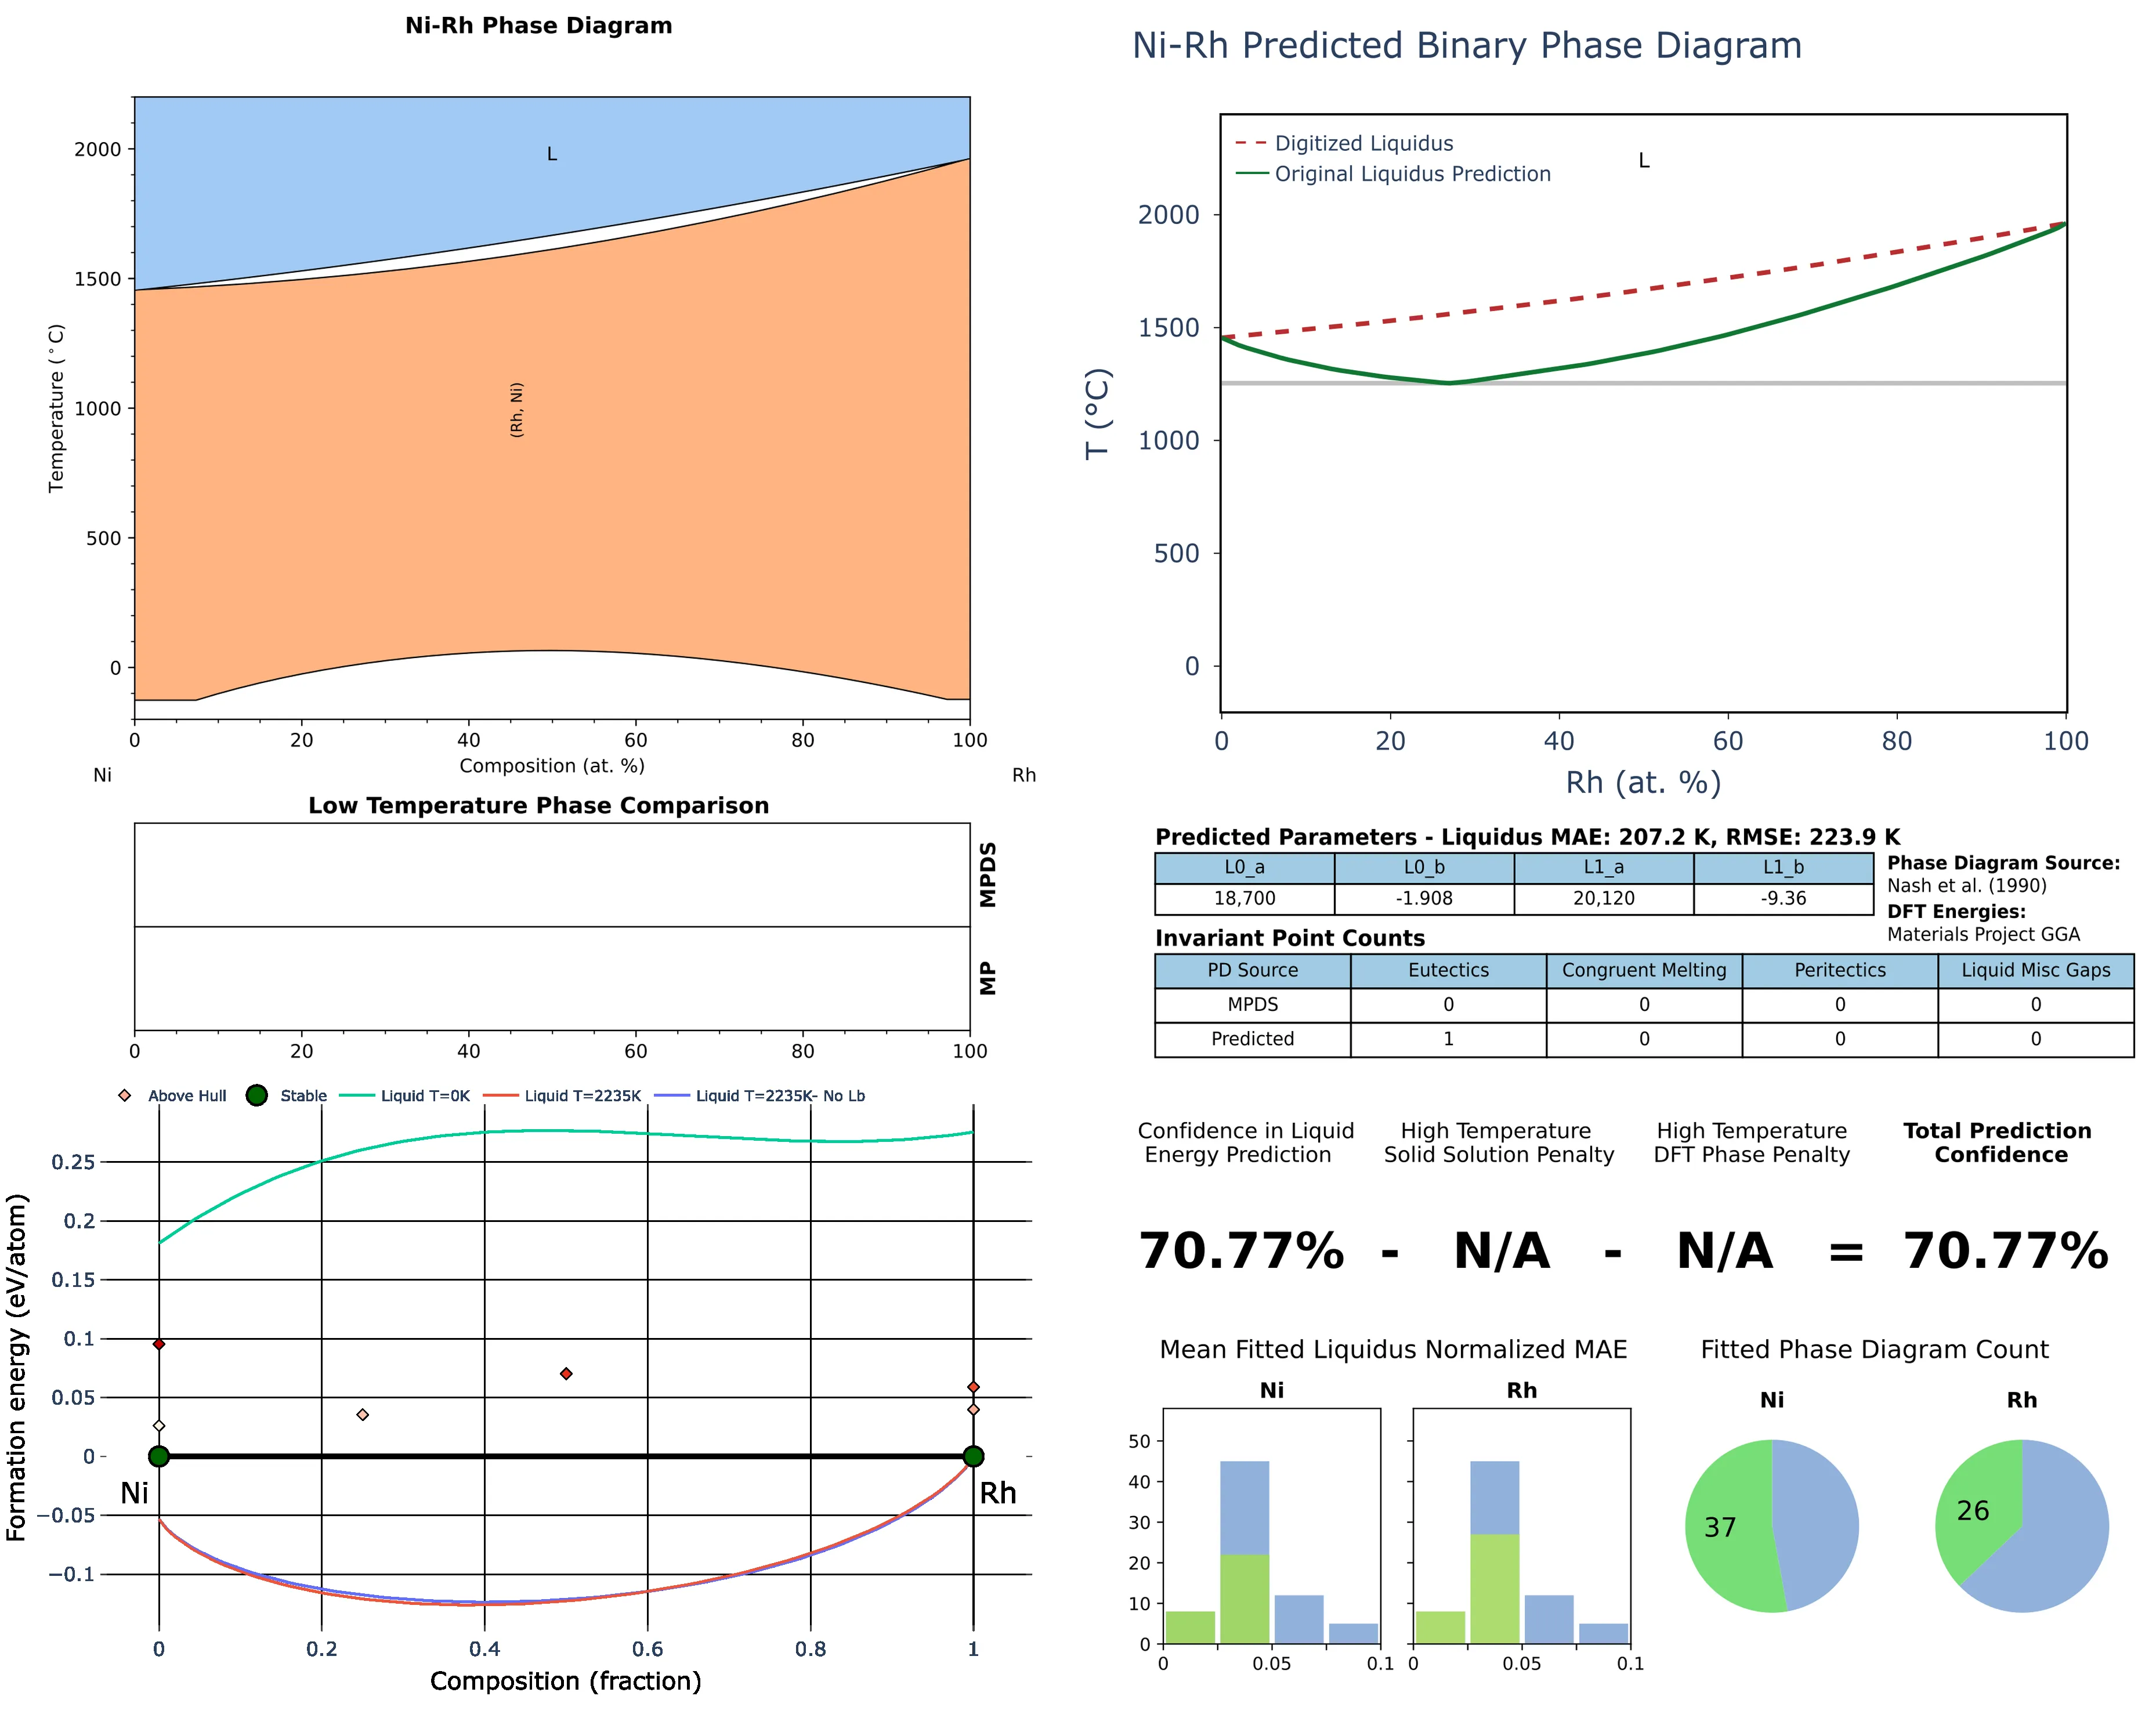 Ni-Rh Phase Diagram
2000
1500
1000
500
0
Temperature (°C)
L
(Rh, Ni)
0 20 40 60 80 100
Composition (at. %)
Ni Rh
Low Temperature Phase Comparison
MPDS
MP
0 20 40 60 80 100
Above Hull Stable Liquid T=0K Liquid T=2235K Liquid T=2235K- No Lb
0.25
0.2
0.15
0.1
0.05
0
−0.05
−0.1
Formation energy (eV/atom)
Ni Rh
0 0.2 0.4 0.6 0.8 1
Composition (fraction)
Ni-Rh Predicted Binary Phase Diagram
Digitized Liquidus
Original Liquidus Prediction
L
2000
1500
1000
500
0
T (°C)
0 20 40 60 80 100
Rh (at. %)
Predicted Parameters - Liquidus MAE: 207.2 K, RMSE: 223.9 K
L0_a L0_b L1_a L1_b
18,700 -1.908 20,120 -9.36
Phase Diagram Source:
Nash et al. (1990)
DFT Energies:
Materials Project GGA
Invariant Point Counts
PD Source Eutectics Congruent Melting Peritectics Liquid Misc Gaps
MPDS 0 0 0 0
Predicted 1 0 0 0
Confidence in Liquid
Energy Prediction
High Temperature
Solid Solution Penalty
High Temperature
DFT Phase Penalty
Total Prediction
Confidence
70.77% - N/A - N/A = 70.77%
Mean Fitted Liquidus Normalized MAE
Ni Rh
50
40
30
20
10
0
0 0.05 0.1 0 0.05 0.1
Fitted Phase Diagram Count
Ni Rh
37 26